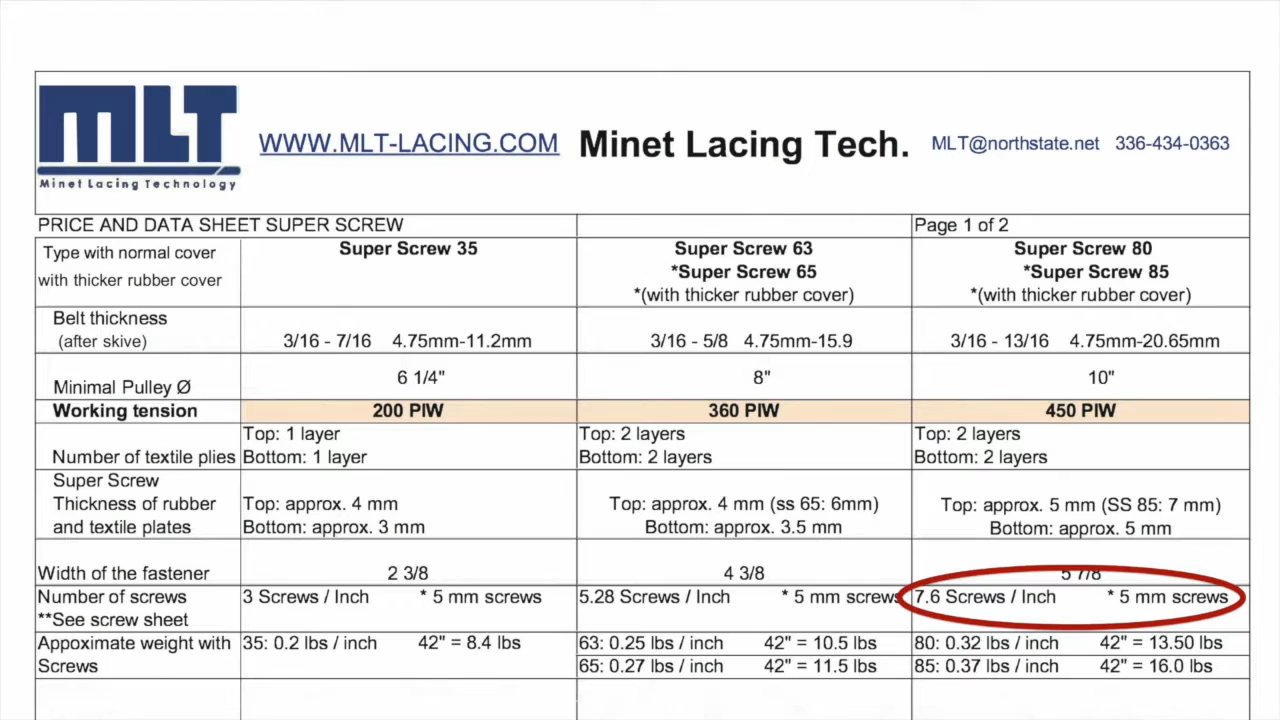 MLT
Minet Lacing Technology
WWW.MLT-LACING.COM Minet Lacing Tech. MLT@northstate.net 336-434-0363
PRICE AND DATA SHEET SUPER SCREW Page 1 of 2
Type with normal cover Super Screw 35 Super Screw 63 Super Screw 80
with thicker rubber cover *Super Screw 65 *Super Screw 85
*(with thicker rubber cover) *(with thicker rubber cover)
Belt thickness
(after skive) 3/16 - 7/16 4.75mm-11.2mm 3/16 - 5/8 4.75mm-15.9 3/16 - 13/16 4.75mm-20.65mm
Minimal Pulley Ø 6 1/4" 8" 10"
Working tension 200 PIW 360 PIW 450 PIW
Top: 1 layer Top: 2 layers Top: 2 layers
Number of textile plies Bottom: 1 layer Bottom: 2 layers Bottom: 2 layers
Super Screw
Thickness of rubber Top: approx. 4 mm Top: approx. 4 mm (ss 65: 6mm) Top: approx. 5 mm (SS 85: 7 mm)
and textile plates Bottom: approx. 3 mm Bottom: approx. 3.5 mm Bottom: approx. 5 mm
Width of the fastener 2 3/8 4 3/8 5 7/8
Number of screws 3 Screws / Inch * 5 mm screws 5.28 Screws / Inch * 5 mm screws 7.6 Screws / Inch * 5 mm screws
**See screw sheet
Appoximate weight with 35: 0.2 lbs / inch 42" = 8.4 lbs 63: 0.25 lbs / inch 42" = 10.5 lbs 80: 0.32 lbs / inch 42" = 13.50 lbs
Screws 65: 0.27 lbs / inch 42" = 11.5 lbs 85: 0.37 lbs / inch 42" = 16.0 lbs